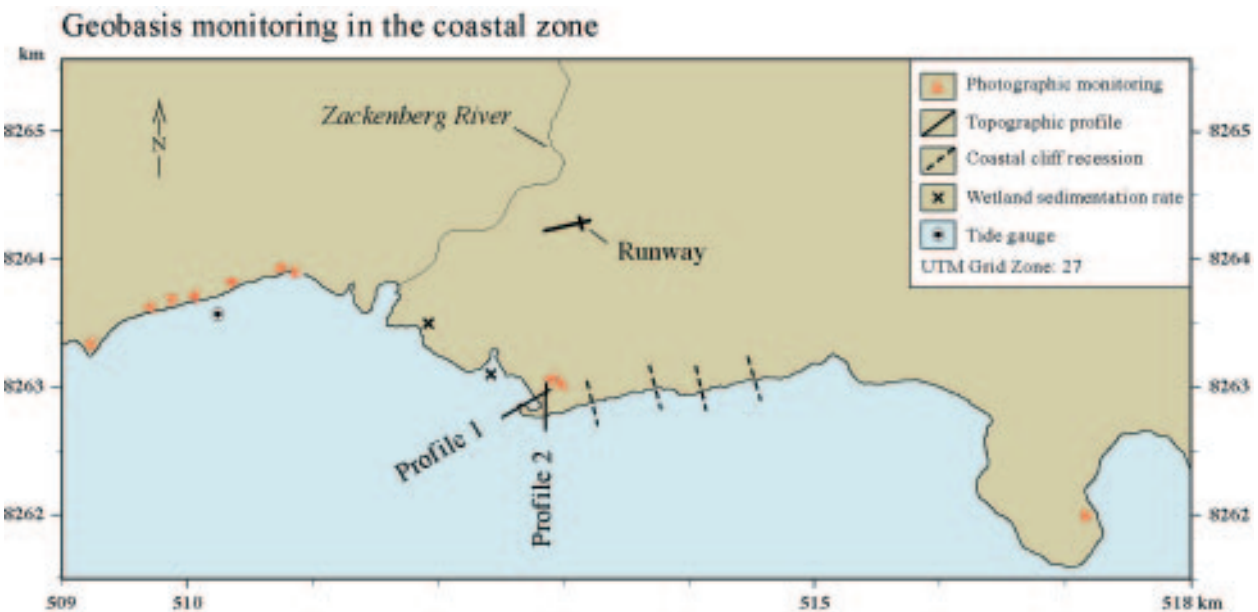 Geobasis monitoring in the coastal zone
km
Zackenberg River
N
Runway
Profile 1
Profile 2
Photographic monitoring
Topographic profile
Coastal cliff recession
Wetland sedimentation rate
Tide gauge
UTM Grid Zone: 27
8265
8264
8263
8262
8265
8264
8263
8262
509
510
515
518 km